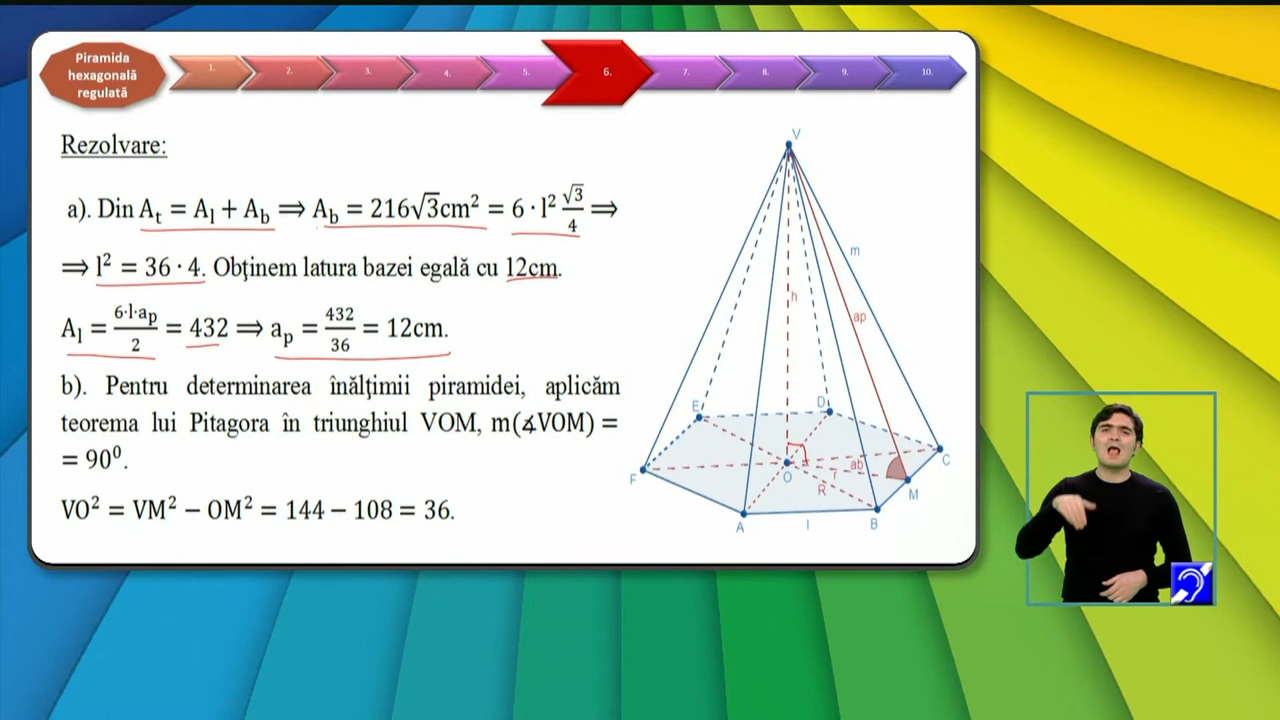 Piramida
hexagonală
regulată
1.
2.
3.
4.
5.
6.
7.
8.
9.
10.
Rezolvare:
a). Din Aₜ = Aₗ + A_b ⟹ A_b = 216√3cm² = 6 · l² √3/4 ⟹
⟹ l² = 36 · 4. Obţinem latura bazei egală cu 12cm.
Aₗ = 6·l·aₚ/2 = 432 ⟹ aₚ = 432/36 = 12cm.
b). Pentru determinarea înălţimii piramidei, aplicăm
teorema lui Pitagora în triunghiul VOM, m(∡VOM) =
= 90⁰.
VO² = VM² − OM² = 144 − 108 = 36.
V
m
h
ap
E
D
F
O
ab
r
R
C
M
A
l
B